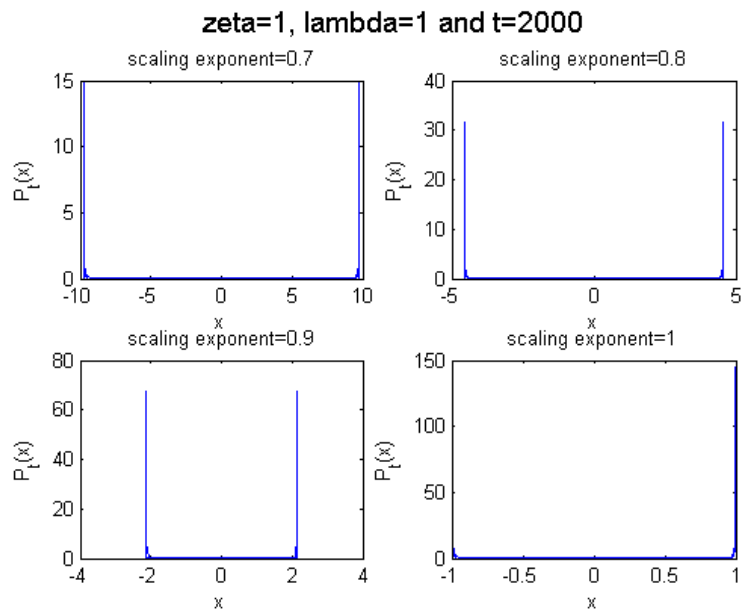 zeta=1, lambda=1 and t=2000
scaling exponent=0.7
15
10
5
0
P_t(x)
-10 -5 0 5 10
x
scaling exponent=0.8
40
30
20
10
0
P_t(x)
-5 0 5
x
scaling exponent=0.9
80
60
40
20
0
P_t(x)
-4 -2 0 2 4
x
scaling exponent=1
150
100
50
0
P_t(x)
-1 -0.5 0 0.5 1
x